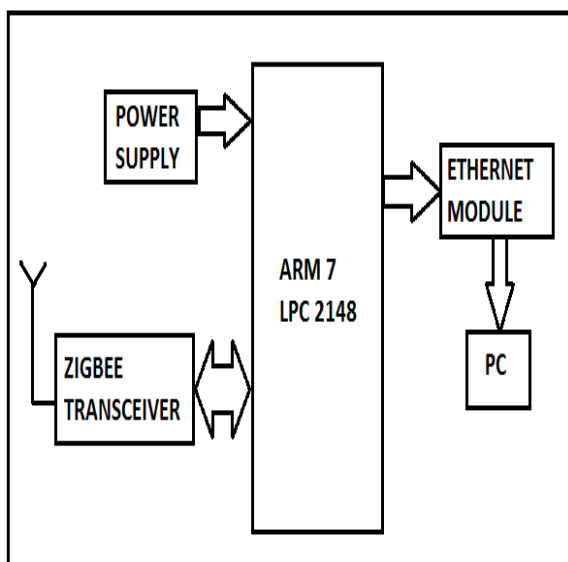 POWER
SUPPLY
ETHERNET
MODULE
ARM 7
LPC 2148
ZIGBEE
TRANSCEIVER
PC